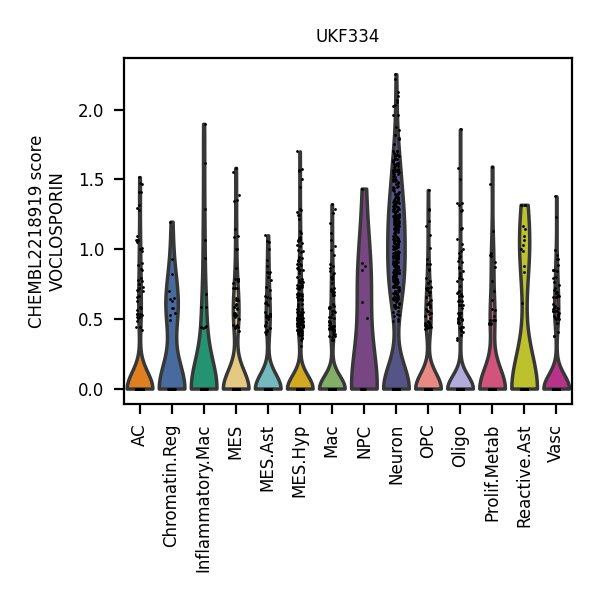 UKF334
CHEMBL2218919 score
VOCLOSPORIN
2.0
1.5
1.0
0.5
0.0
AC
Chromatin.Reg
Inflammatory.Mac
MES
MES.Ast
MES.Hyp
Mac
NPC
Neuron
OPC
Oligo
Prolif.Metab
Reactive.Ast
Vasc